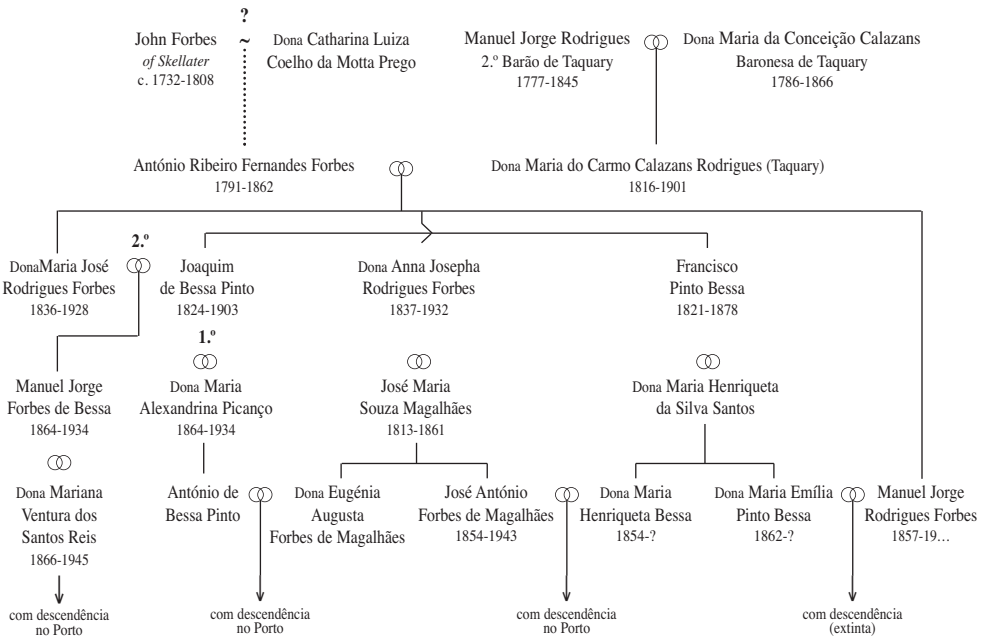 ?
John Forbes
of Skellater
c. 1732-1808
~
Dona Catharina Luiza
Coelho da Motta Prego
Manuel Jorge Rodrigues
2.º Barão de Taquary
1777-1845
Dona Maria da Conceição Calazans
Baronesa de Taquary
1786-1866
António Ribeiro Fernandes Forbes
1791-1862
Dona Maria do Carmo Calazans Rodrigues (Taquary)
1816-1901
DonaMaria José
Rodrigues Forbes
1836-1928
2.º
Joaquim
de Bessa Pinto
1824-1903
Dona Anna Josepha
Rodrigues Forbes
1837-1932
Francisco
Pinto Bessa
1821-1878
1.º
Manuel Jorge
Forbes de Bessa
1864-1934
Dona Maria
Alexandrina Picanço
1864-1934
José Maria
Souza Magalhães
1813-1861
Dona Maria Henriqueta
da Silva Santos
Dona Mariana
Ventura dos
Santos Reis
1866-1945
António de
Bessa Pinto
Dona Eugénia
Augusta
Forbes de Magalhães
José António
Forbes de Magalhães
1854-1943
Dona Maria
Henriqueta Bessa
1854-?
Dona Maria Emília
Pinto Bessa
1862-?
Manuel Jorge
Rodrigues Forbes
1857-19...
com descendência
no Porto
com descendência
no Porto
com descendência
no Porto
com descendência
(extinta)